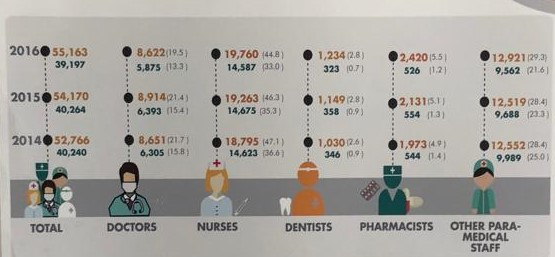 2016 55,163 8,622 (19.5) 19,760 (44.8) 1,234 (2.8) 2,420 (5.5) 12,921 (29.3)
39,197 5,875 (13.3) 14,587 (33.0) 323 (0.7) 526 (1.2) 9,562 (21.6)
2015 54,170 8,914 (21.4) 19,263 (46.3) 1,149 (2.8) 2,131 (5.1) 12,519 (28.4)
40,264 6,393 (15.4) 14,675 (35.3) 358 (0.9) 554 (1.3) 9,688 (23.3)
2014 52,766 8,651 (21.7) 18,795 (47.1) 1,030 (2.6) 1,973 (4.9) 12,552 (28.4)
40,240 6,305 (15.8) 14,623 (36.6) 346 (0.9) 544 (1.4) 9,989 (25.0)
TOTAL DOCTORS NURSES DENTISTS PHARMACISTS OTHER PARA-
MEDICAL
STAFF